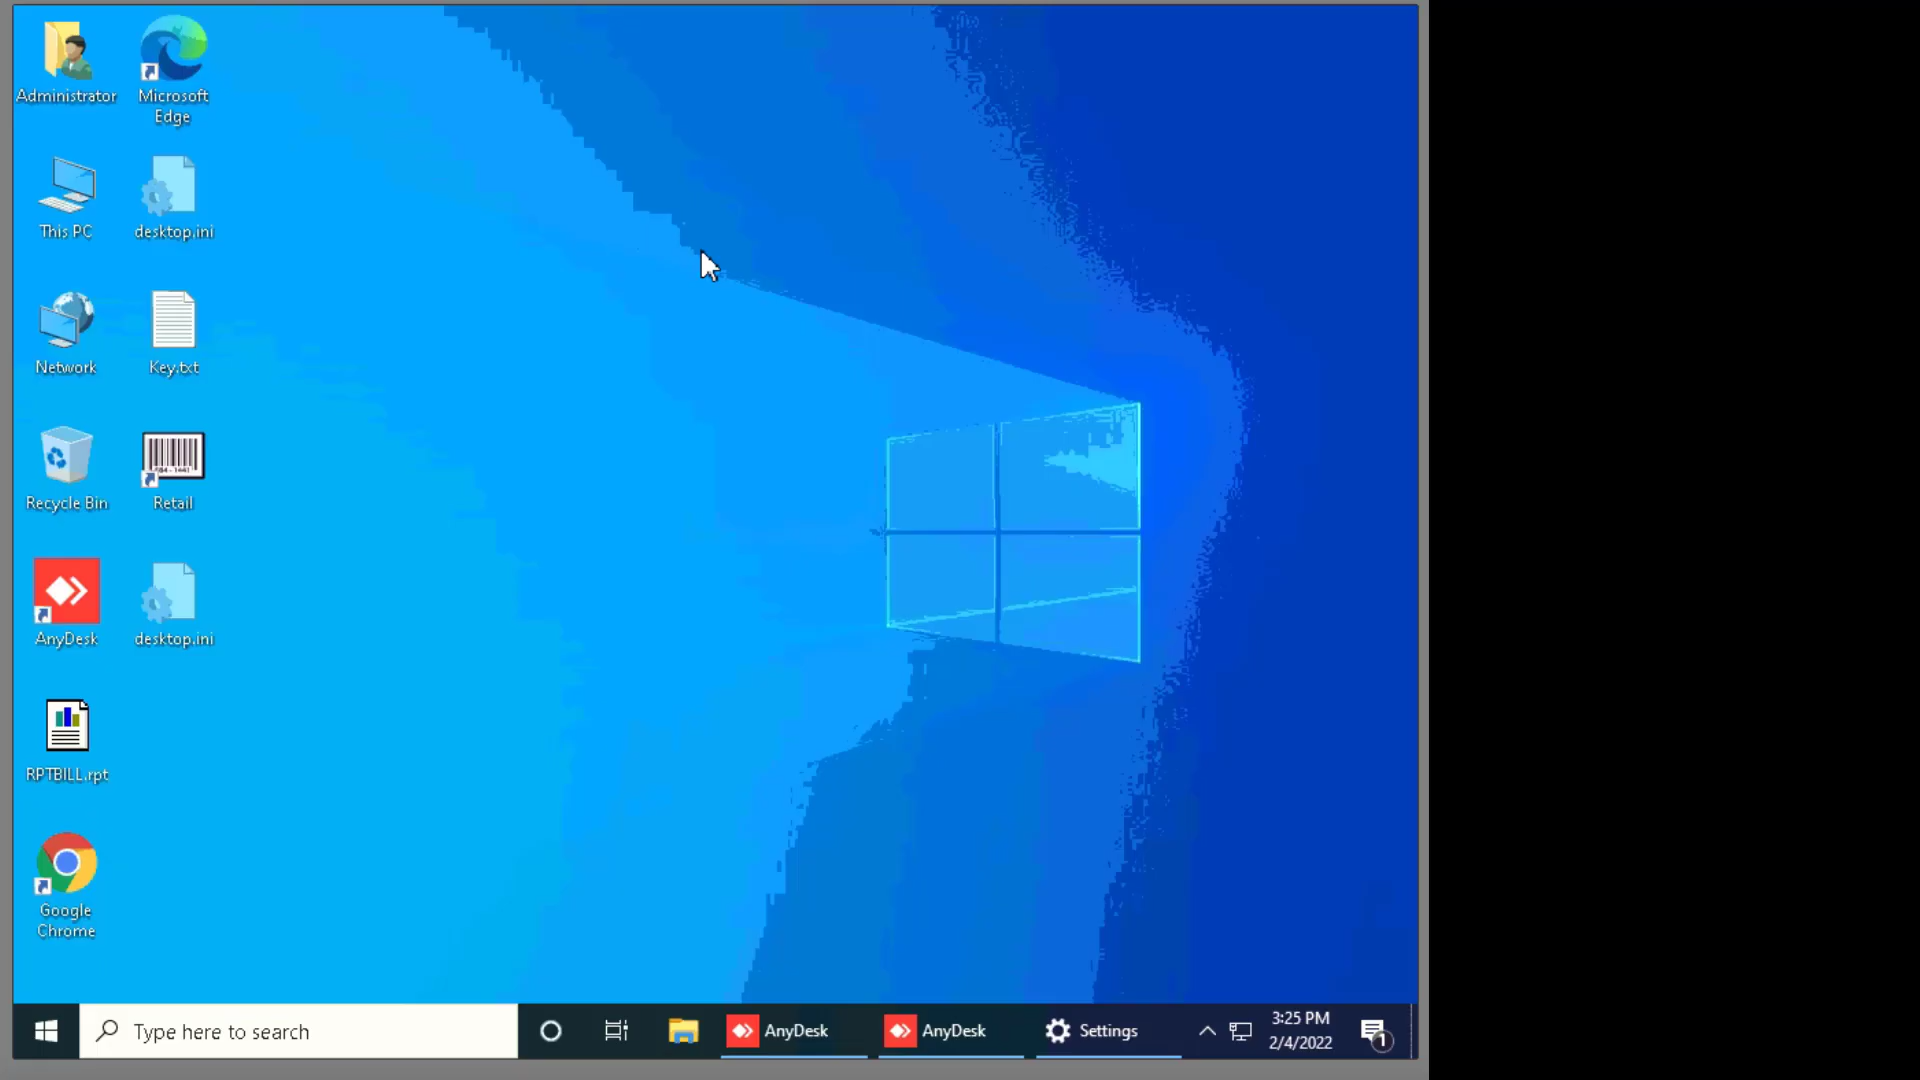 Administrator
Microsoft
Edge
This PC
desktop.ini
Network
Key.txt
Recycle Bin
Retail
AnyDesk
desktop.ini
RPTBILL.rpt
Google
Chrome
Type here to search
AnyDesk
AnyDesk
Settings
3:25 PM
2/4/2022
1